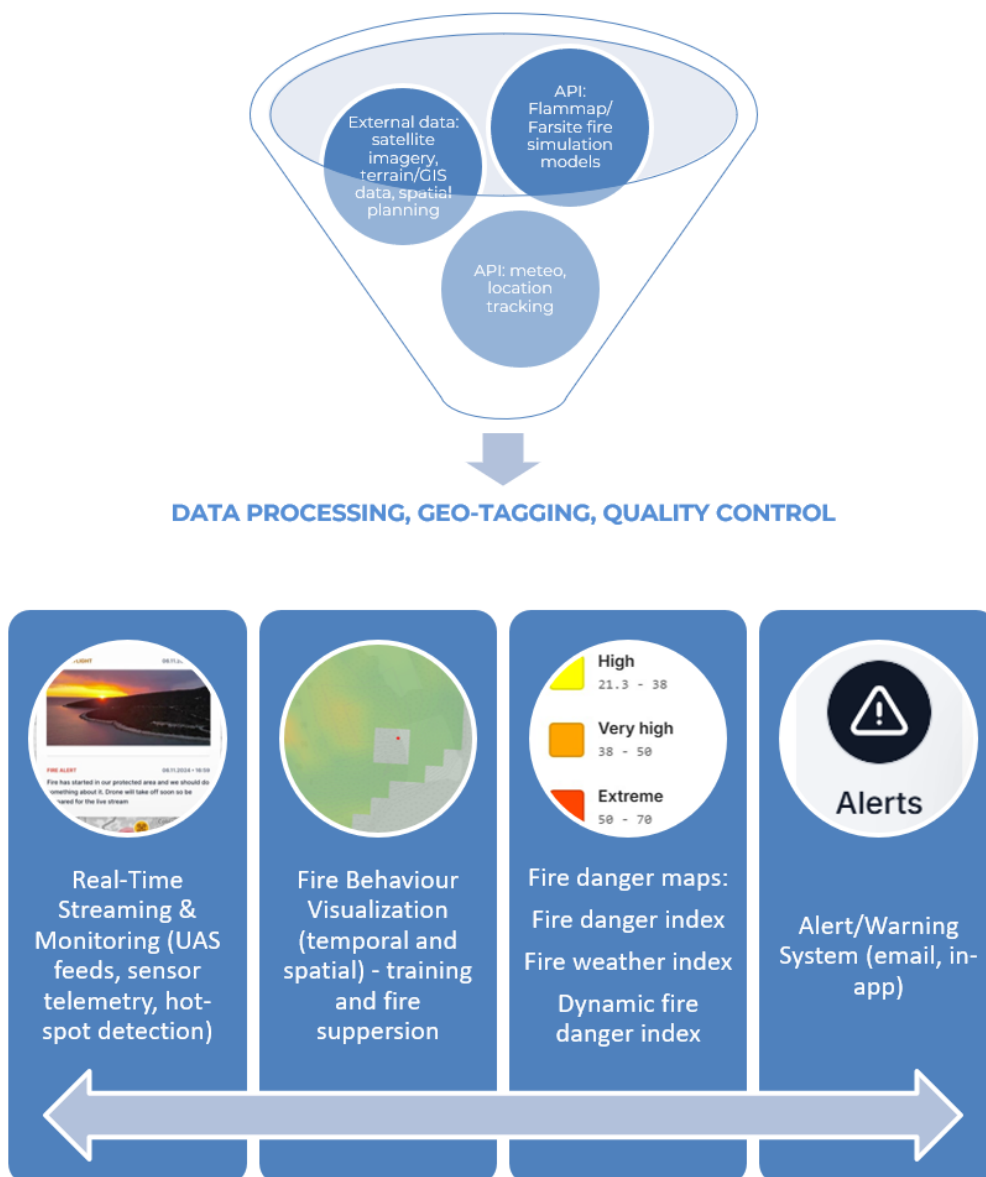 API:
Flammap/
Farsite fire
simulation
models
External data:
satellite
imagery,
terrain/GIS
data, spatial
planning
API: meteo,
location
tracking
DATA PROCESSING, GEO-TAGGING, QUALITY CONTROL
FIRE ALERT
08.11.2024 • 18:59
Fire has started in our protected area and we should do
something about it. Drone will take off soon so be
for the live stream
High
21.3 - 38
Very high
38 - 50
Extreme
50 - 70
Alerts
Real-Time
Streaming &
Monitoring (UAS
feeds, sensor
telemetry, hot-
spot detection)
Fire Behaviour
Visualization
(temporal and
spatial) - training
and fire
suppersion
Fire danger maps:
Fire danger index
Fire weather index
Dynamic fire
danger index
Alert/Warning
System (email, in-
app)